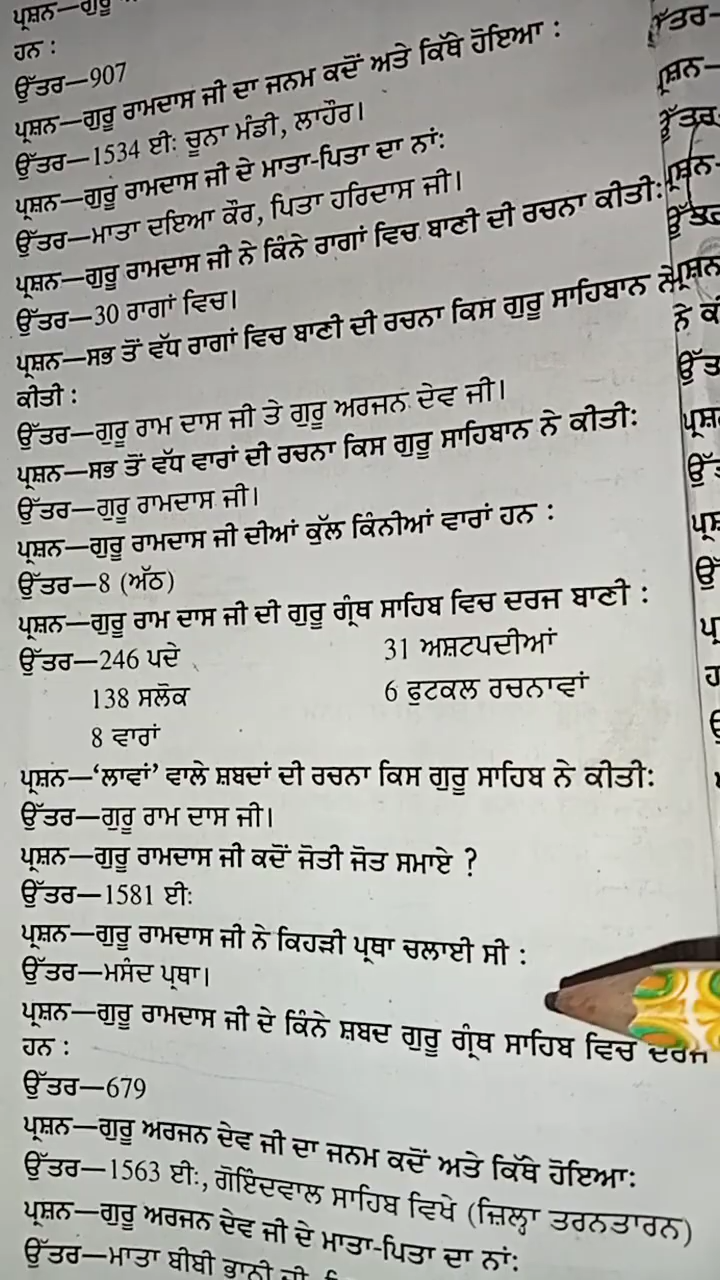 ਪ੍ਰਸ਼ਨ—ਗੁਰੂ
ਹਨ :
ਉੱਤਰ—907
ਪ੍ਰਸ਼ਨ—ਗੁਰੂ ਰਾਮਦਾਸ ਜੀ ਦਾ ਜਨਮ ਕਦੋਂ ਅਤੇ ਕਿੱਥੇ ਹੋਇਆ :
ਉੱਤਰ—1534 ਈ: ਚੂਨਾ ਮੰਡੀ, ਲਾਹੌਰ।
ਪ੍ਰਸ਼ਨ—ਗੁਰੂ ਰਾਮਦਾਸ ਜੀ ਦੇ ਮਾਤਾ-ਪਿਤਾ ਦਾ ਨਾਂ:
ਉੱਤਰ—ਮਾਤਾ ਦਇਆ ਕੌਰ, ਪਿਤਾ ਹਰਿਦਾਸ ਜੀ।
ਪ੍ਰਸ਼ਨ—ਗੁਰੂ ਰਾਮਦਾਸ ਜੀ ਨੇ ਕਿੰਨੇ ਰਾਗਾਂ ਵਿਚ ਬਾਣੀ ਦੀ ਰਚਨਾ ਕੀਤੀ:
ਉੱਤਰ—30 ਰਾਗਾਂ ਵਿਚ।
ਪ੍ਰਸ਼ਨ—ਸਭ ਤੋਂ ਵੱਧ ਰਾਗਾਂ ਵਿਚ ਬਾਣੀ ਦੀ ਰਚਨਾ ਕਿਸ ਗੁਰੂ ਸਾਹਿਬਾਨ ਨੇ
ਕੀਤੀ :
ਉੱਤਰ—ਗੁਰੂ ਰਾਮ ਦਾਸ ਜੀ ਤੇ ਗੁਰੂ ਅਰਜਨ ਦੇਵ ਜੀ।
ਪ੍ਰਸ਼ਨ—ਸਭ ਤੋਂ ਵੱਧ ਵਾਰਾਂ ਦੀ ਰਚਨਾ ਕਿਸ ਗੁਰੂ ਸਾਹਿਬਾਨ ਨੇ ਕੀਤੀ:
ਉੱਤਰ—ਗੁਰੂ ਰਾਮਦਾਸ ਜੀ।
ਪ੍ਰਸ਼ਨ—ਗੁਰੂ ਰਾਮਦਾਸ ਜੀ ਦੀਆਂ ਕੁੱਲ ਕਿੰਨੀਆਂ ਵਾਰਾਂ ਹਨ :
ਉੱਤਰ—8 (ਅੱਠ)
ਪ੍ਰਸ਼ਨ—ਗੁਰੂ ਰਾਮ ਦਾਸ ਜੀ ਦੀ ਗੁਰੂ ਗ੍ਰੰਥ ਸਾਹਿਬ ਵਿਚ ਦਰਜ ਬਾਣੀ :
ਉੱਤਰ—246 ਪਦੇ 31 ਅਸ਼ਟਪਦੀਆਂ
138 ਸਲੋਕ 6 ਫੁਟਕਲ ਰਚਨਾਵਾਂ
8 ਵਾਰਾਂ
ਪ੍ਰਸ਼ਨ—‘ਲਾਵਾਂ’ ਵਾਲੇ ਸ਼ਬਦਾਂ ਦੀ ਰਚਨਾ ਕਿਸ ਗੁਰੂ ਸਾਹਿਬ ਨੇ ਕੀਤੀ:
ਉੱਤਰ—ਗੁਰੂ ਰਾਮ ਦਾਸ ਜੀ।
ਪ੍ਰਸ਼ਨ—ਗੁਰੂ ਰਾਮਦਾਸ ਜੀ ਕਦੋਂ ਜੋਤੀ ਜੋਤ ਸਮਾਏ ?
ਉੱਤਰ—1581 ਈ:
ਪ੍ਰਸ਼ਨ—ਗੁਰੂ ਰਾਮਦਾਸ ਜੀ ਨੇ ਕਿਹੜੀ ਪ੍ਰਥਾ ਚਲਾਈ ਸੀ :
ਉੱਤਰ—ਮਸੰਦ ਪ੍ਰਥਾ।
ਪ੍ਰਸ਼ਨ—ਗੁਰੂ ਰਾਮਦਾਸ ਜੀ ਦੇ ਕਿੰਨੇ ਸ਼ਬਦ ਗੁਰੂ ਗ੍ਰੰਥ ਸਾਹਿਬ ਵਿਚ ਦਰਜ
ਹਨ :
ਉੱਤਰ—679
ਪ੍ਰਸ਼ਨ—ਗੁਰੂ ਅਰਜਨ ਦੇਵ ਜੀ ਦਾ ਜਨਮ ਕਦੋਂ ਅਤੇ ਕਿੱਥੇ ਹੋਇਆ:
ਉੱਤਰ—1563 ਈ:, ਗੋਇੰਦਵਾਲ ਸਾਹਿਬ ਵਿਖੇ (ਜ਼ਿਲ੍ਹਾ ਤਰਨਤਾਰਨ)
ਪ੍ਰਸ਼ਨ—ਗੁਰੂ ਅਰਜਨ ਦੇਵ ਜੀ ਦੇ ਮਾਤਾ-ਪਿਤਾ ਦਾ ਨਾਂ:
ਉੱਤਰ—ਮਾਤਾ ਬੀਬੀ ਭਾਨੀ ਜੀ,